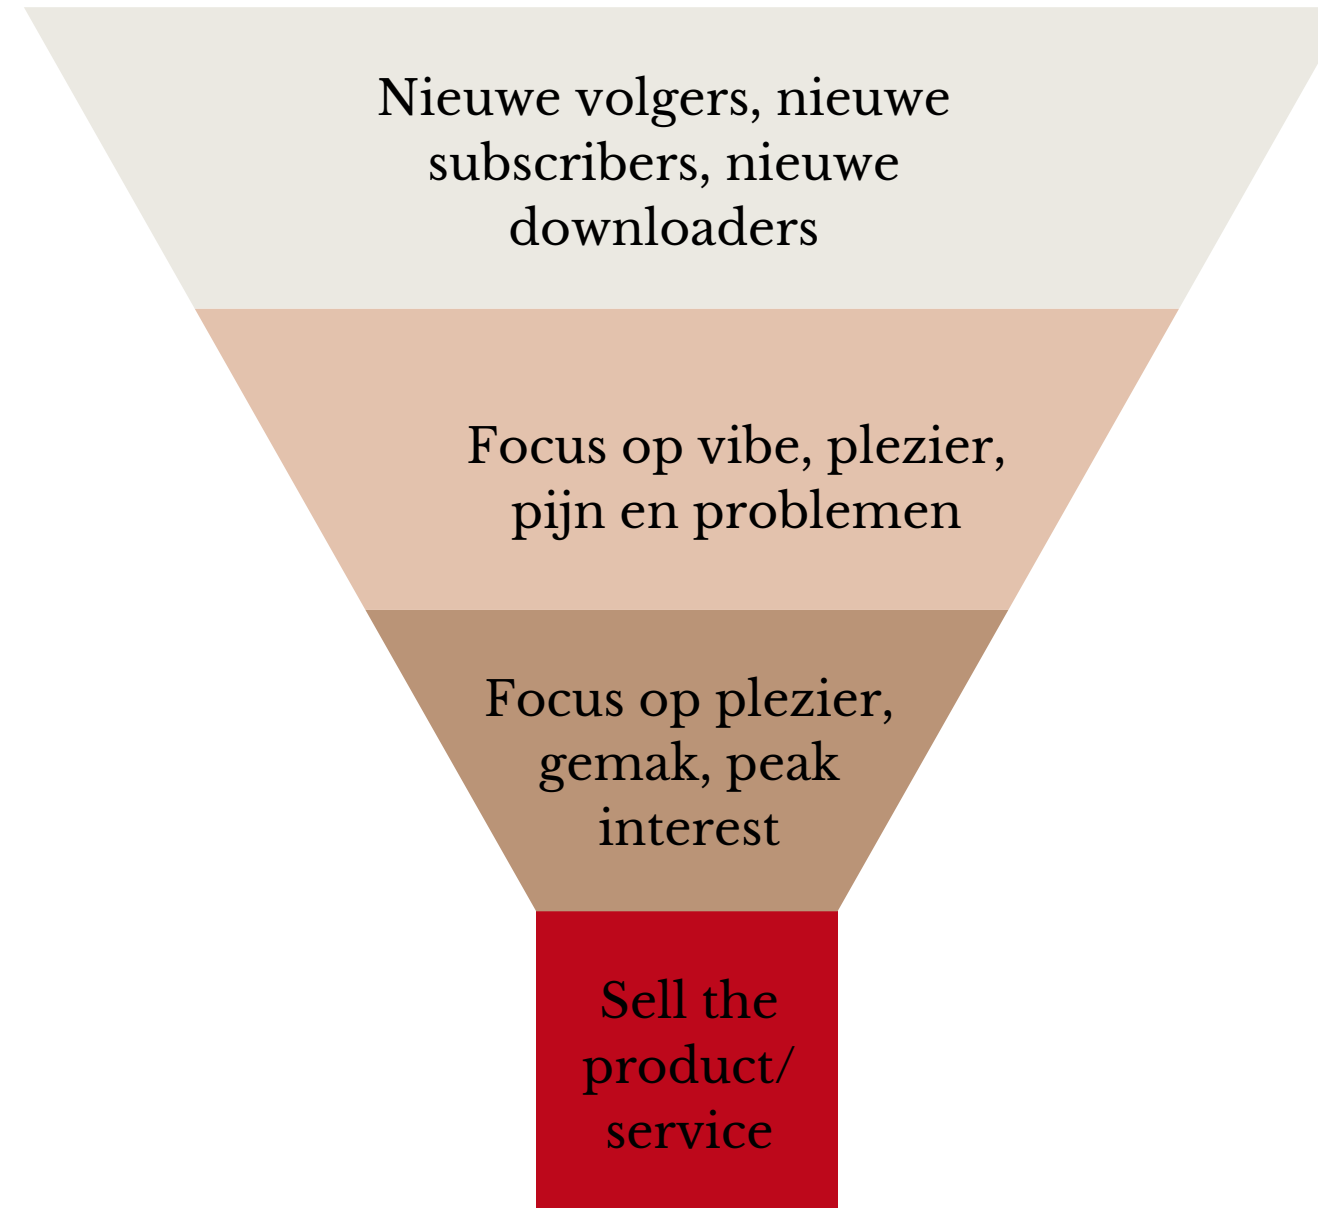 Nieuwe volgers, nieuwe
subscribers, nieuwe
downloaders
Focus op vibe, plezier,
pijn en problemen
Focus op plezier,
gemak, peak
interest
Sell the
product/
service